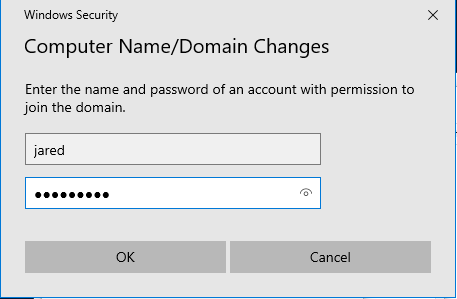 Windows Security
Computer Name/Domain Changes
Enter the name and password of an account with permission to
join the domain.
jared
●●●●●●●●●
OK
Cancel